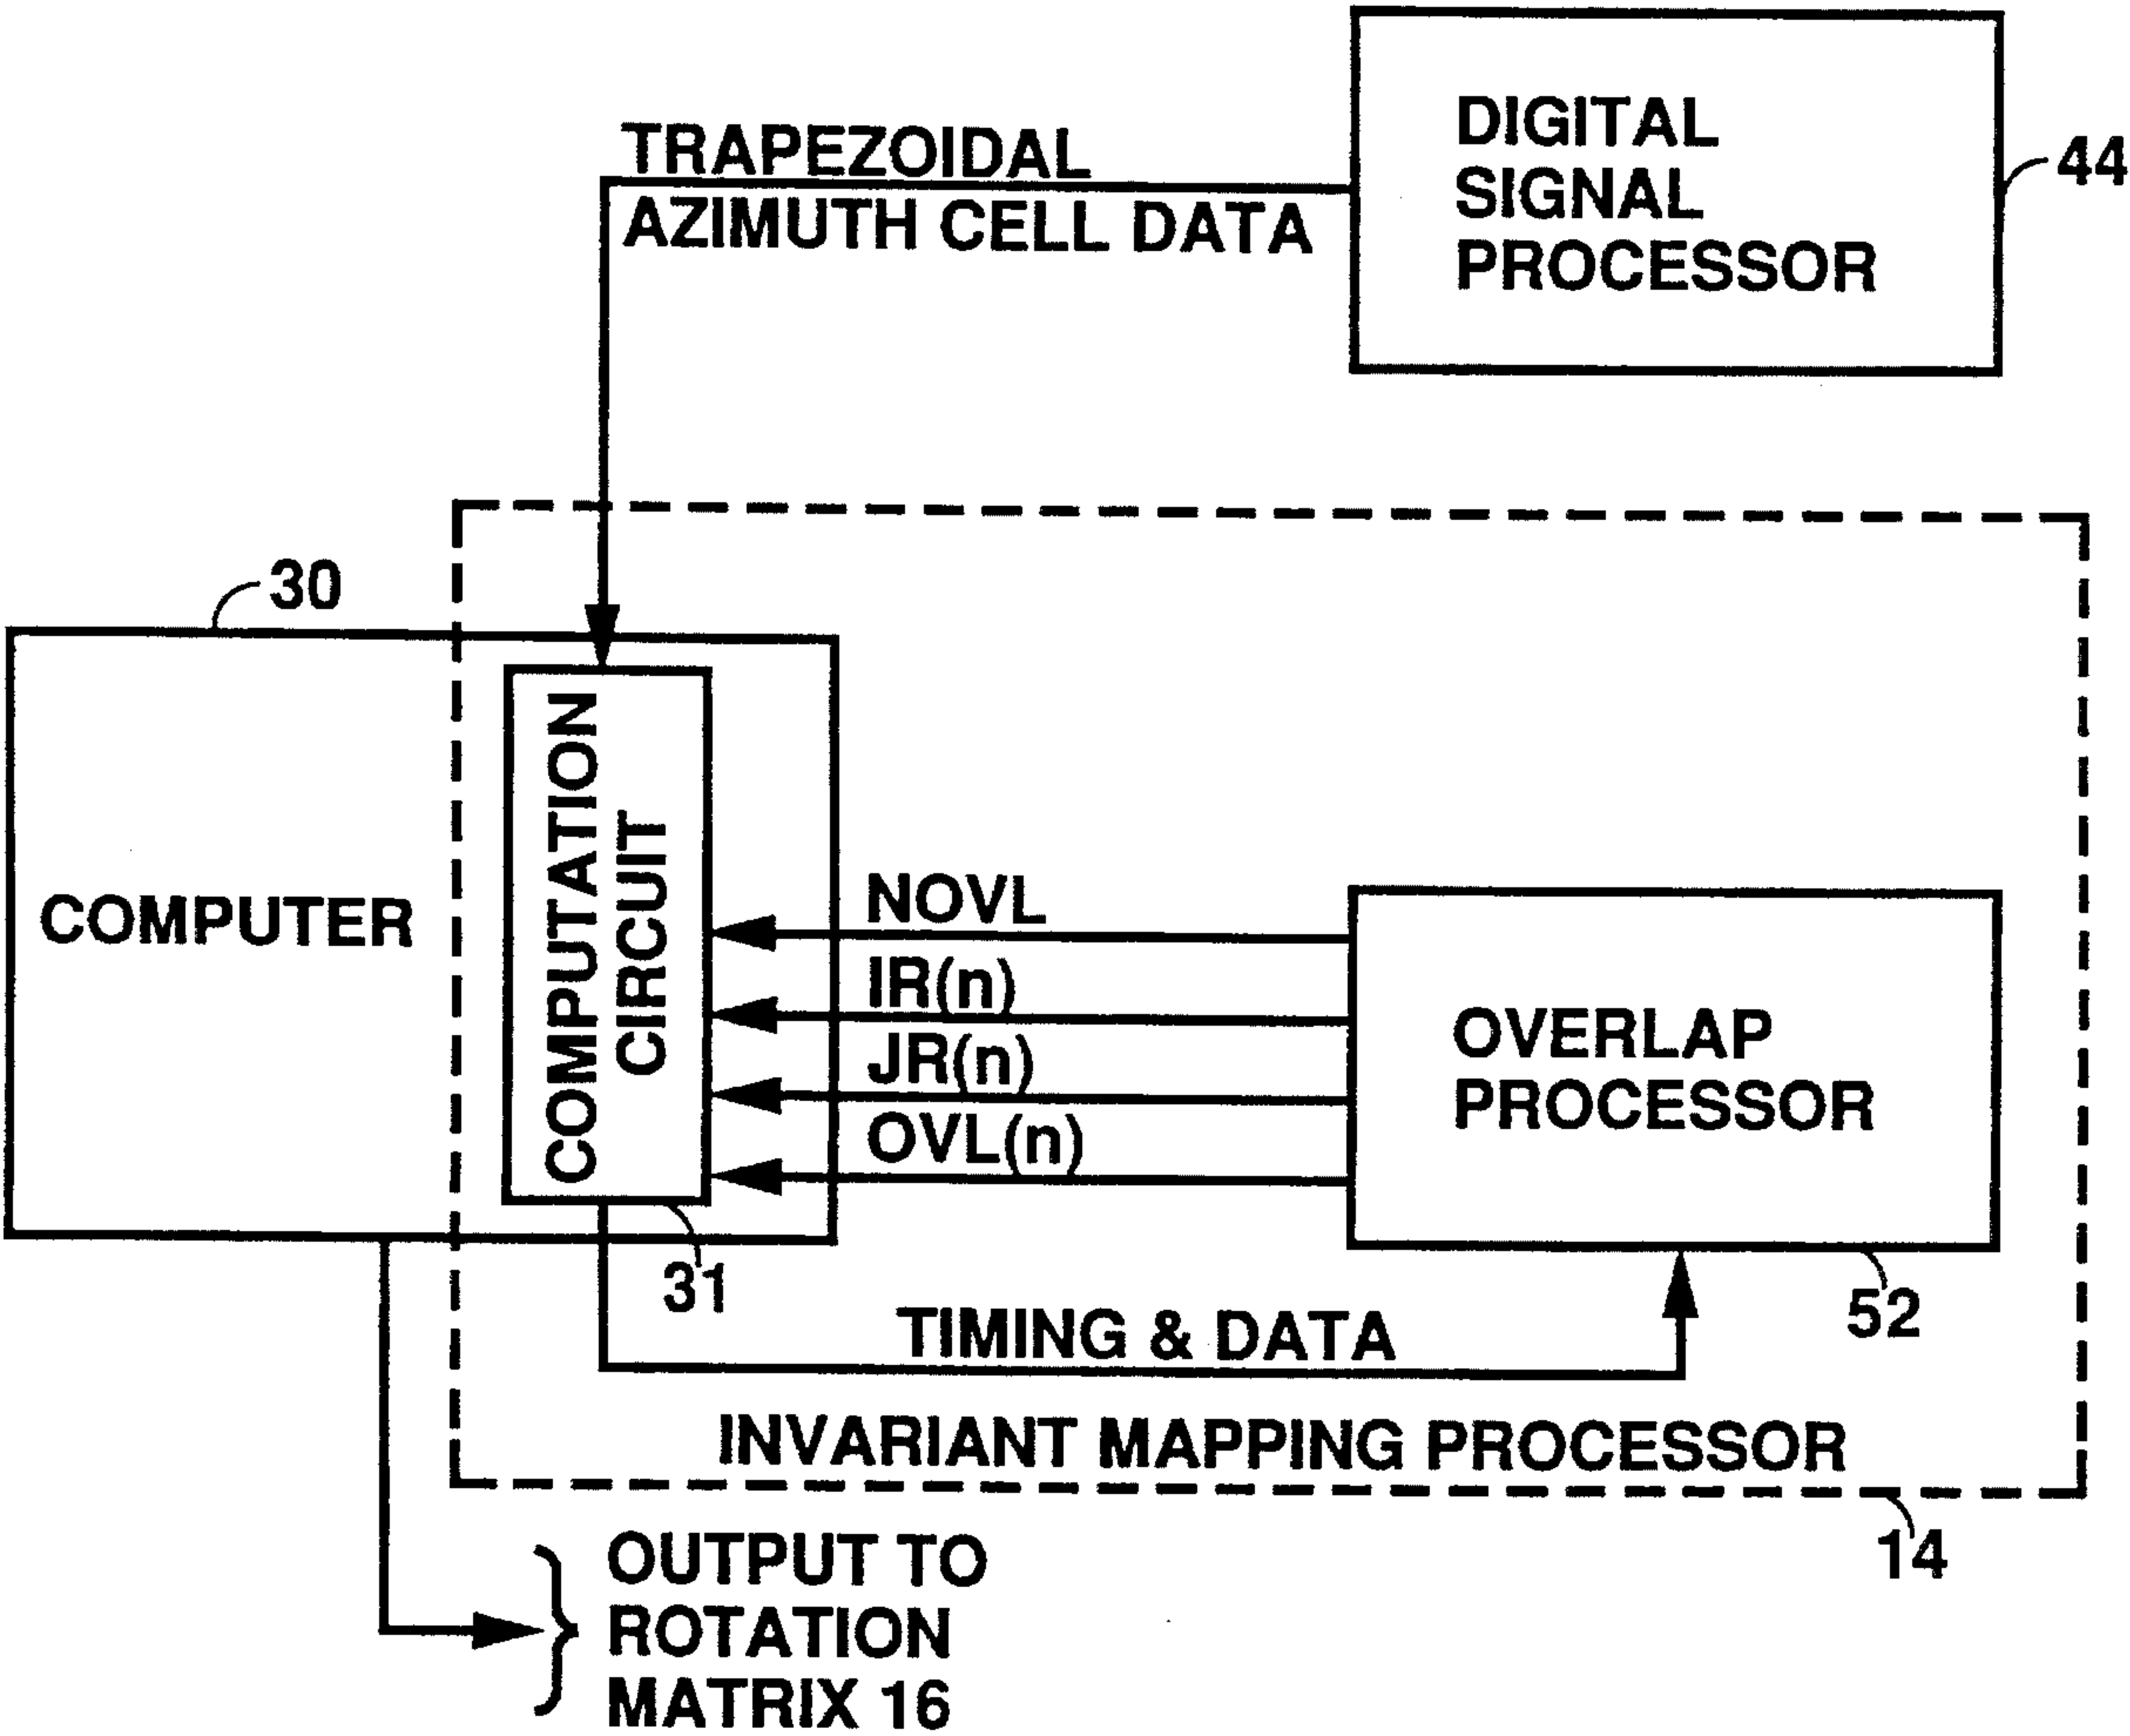 DIGITAL
SIGNAL
PROCESSOR
44
TRAPEZOIDAL
AZIMUTH CELL DATA
30
COMPUTER
COMPUTATION
CIRCUIT
NOVL
IR(n)
JR(n)
OVL(n)
OVERLAP
PROCESSOR
31
52
TIMING & DATA
INVARIANT MAPPING PROCESSOR
14
OUTPUT TO
ROTATION
MATRIX 16